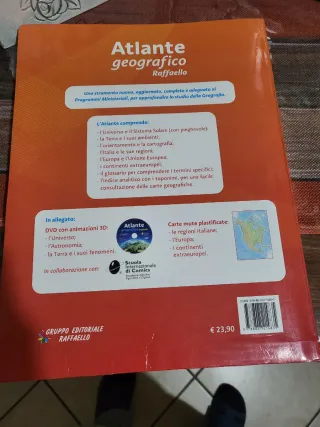 Atlante
geografico
Raffaello
Uno strumento nuovo, aggiornato, completo e adeguato ai
Programmi Ministeriali, per approfondire lo studio della Geografia.
L'Atlante comprende:
- l'Universo e il Sistema Solare (con pieghevole);
- la Terra e i suoi ambienti;
- l'orientamento e la cartografia;
- l'Italia e le sue regioni;
- l'Europa e l'Unione Europea;
- i continenti extraeuropei;
- il glossario per comprendere i termini specifici;
- l'indice analitico con i toponimi, per una facile
consultazione delle carte geografiche.
In allegato:
DVD con animazioni 3D:
- l'Universo;
- l'Astronomia;
- la Terra e i suoi fenomeni.
Atlante
Carte mute plastificate:
- le regioni italiane;
- l'Europa;
- i continenti
extraeuropei.
in collaborazione con:
Scuola
Internazionale
di Comics
GRUPPO EDITORIALE
RAFFAELLO
€ 23,90